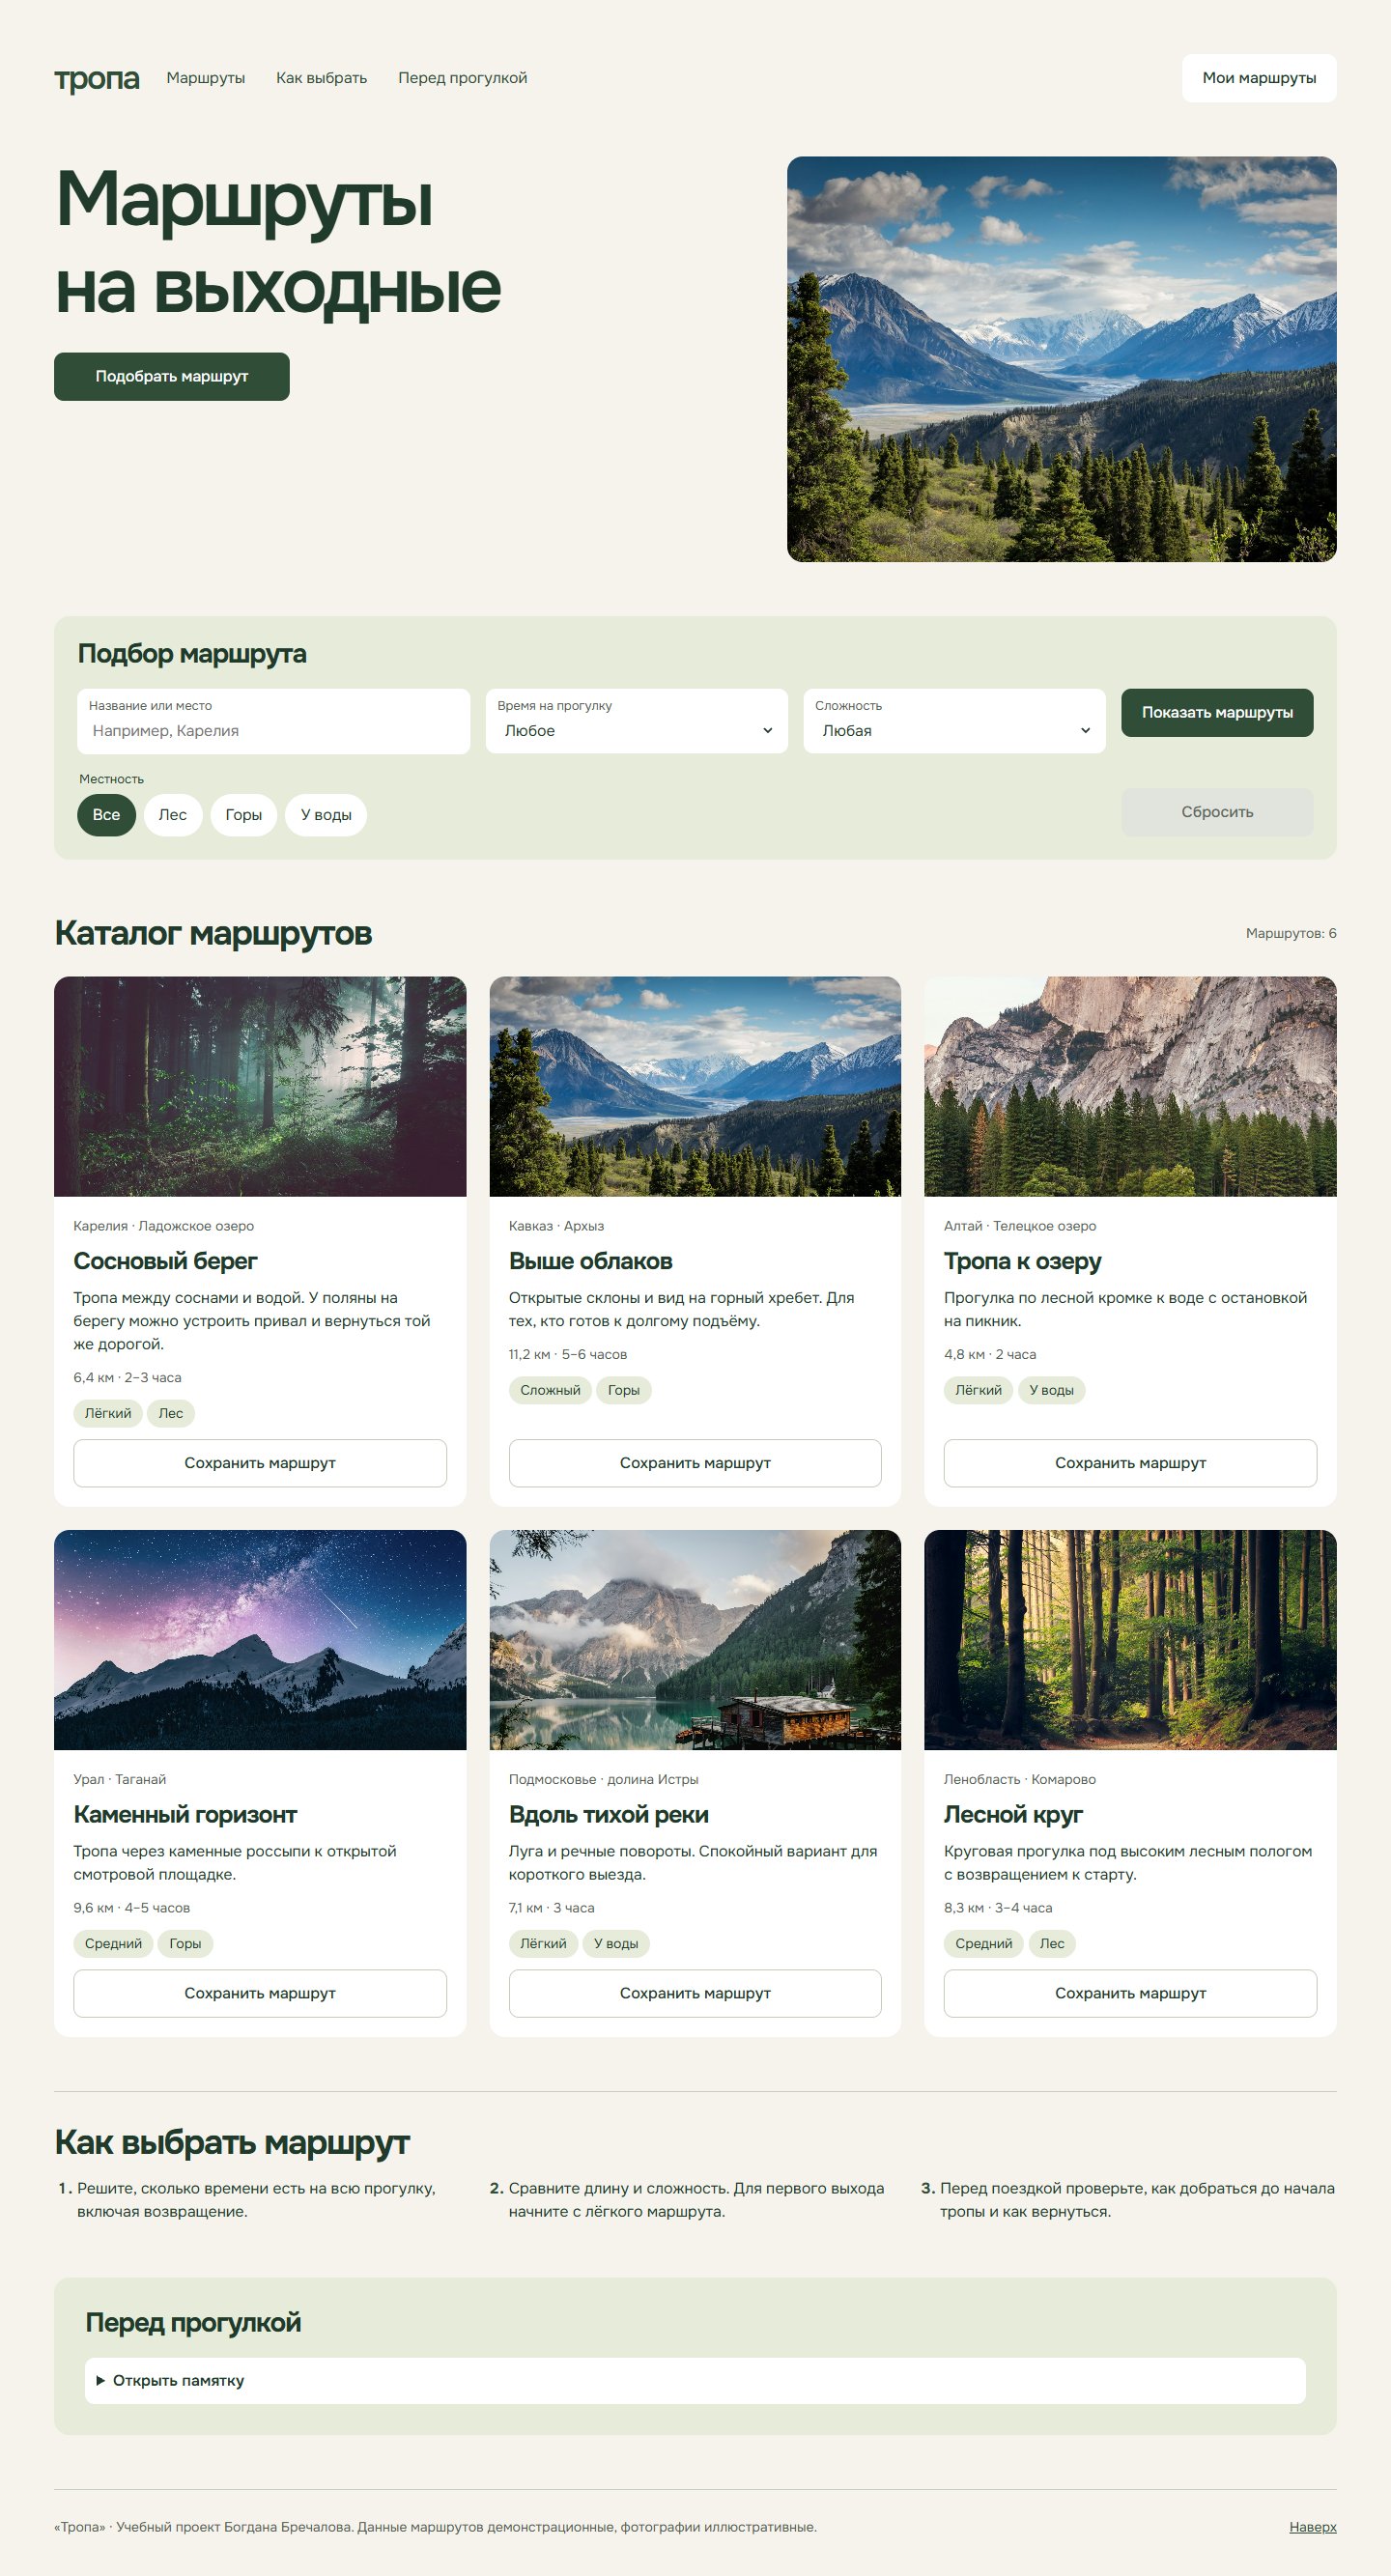 тропа
Маршруты
Как выбрать
Перед прогулкой
Мои маршруты
Маршруты
на выходные
Подобрать маршрут
Подбор маршрута
Название или место
Например, Карелия
Время на прогулку
Любое
Сложность
Любая
Показать маршруты
Местность
Все
Лес
Горы
У воды
Сбросить
Каталог маршрутов
Маршрутов: 6
Карелия · Ладожское озеро
Сосновый берег
Тропа между соснами и водой. У поляны на
берегу можно устроить привал и вернуться той
же дорогой.
6,4 км · 2–3 часа
Лёгкий
Лес
Сохранить маршрут
Кавказ · Архыз
Выше облаков
Открытые склоны и вид на горный хребет. Для
тех, кто готов к долгому подъёму.
11,2 км · 5–6 часов
Сложный
Горы
Сохранить маршрут
Алтай · Телецкое озеро
Тропа к озеру
Прогулка по лесной кромке к воде с остановкой
на пикник.
4,8 км · 2 часа
Лёгкий
У воды
Сохранить маршрут
Урал · Таганай
Каменный горизонт
Тропа через каменные россыпи к открытой
смотровой площадке.
9,6 км · 4–5 часов
Средний
Горы
Сохранить маршрут
Подмосковье · долина Истры
Вдоль тихой реки
Луга и речные повороты. Спокойный вариант для
короткого выезда.
7,1 км · 3 часа
Лёгкий
У воды
Сохранить маршрут
Ленобласть · Комарово
Лесной круг
Круговая прогулка под высоким лесным пологом
с возвращением к старту.
8,3 км · 3–4 часа
Средний
Лес
Сохранить маршрут
Как выбрать маршрут
1. Решите, сколько времени есть на всю прогулку,
включая возвращение.
2. Сравните длину и сложность. Для первого выхода
начните с лёгкого маршрута.
3. Перед поездкой проверьте, как добраться до начала
тропы и как вернуться.
Перед прогулкой
Открыть памятку
«Тропа» · Учебный проект Богдана Бречалова. Данные маршрутов демонстрационные, фотографии иллюстративные.
Наверх